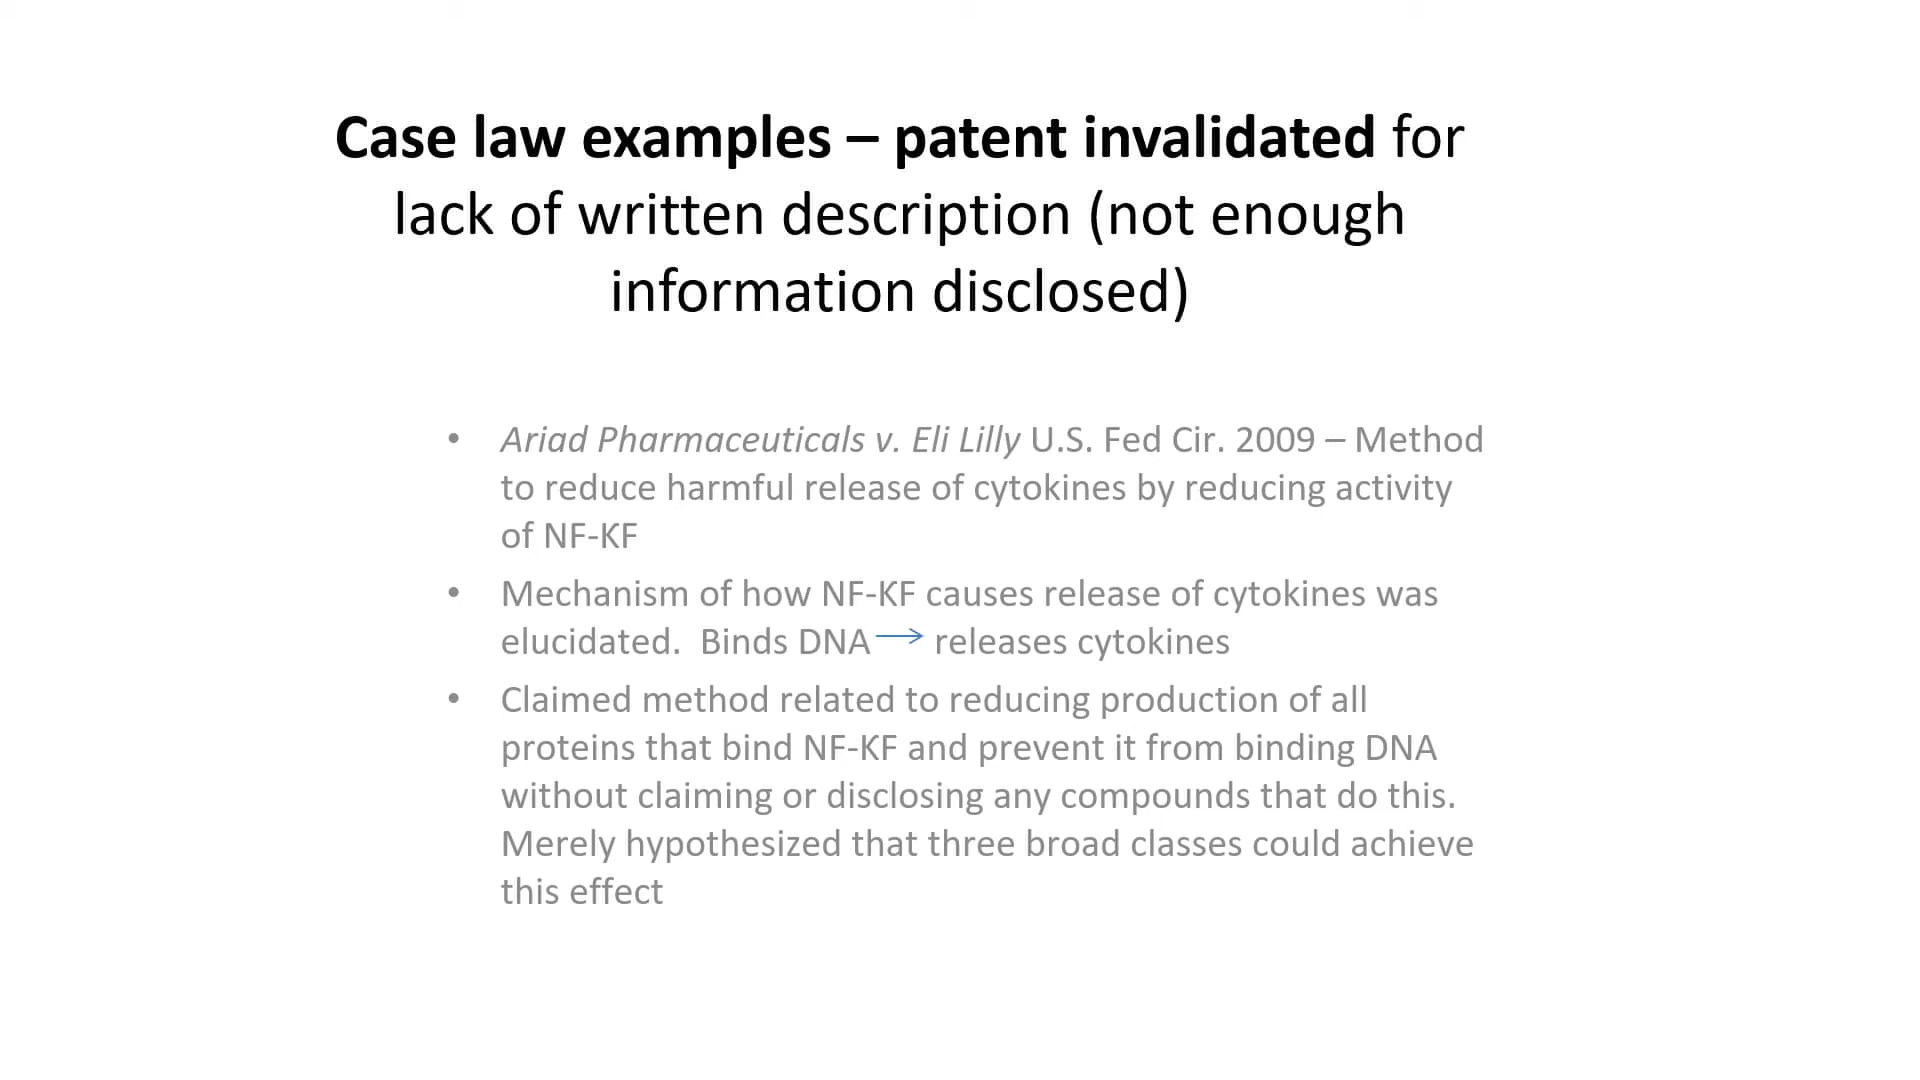 Case law examples – patent invalidated for
lack of written description (not enough
information disclosed)
• Ariad Pharmaceuticals v. Eli Lilly U.S. Fed Cir. 2009 – Method
to reduce harmful release of cytokines by reducing activity
of NF-KF
• Mechanism of how NF-KF causes release of cytokines was
elucidated.  Binds DNA → releases cytokines
• Claimed method related to reducing production of all
proteins that bind NF-KF and prevent it from binding DNA
without claiming or disclosing any compounds that do this.
Merely hypothesized that three broad classes could achieve
this effect